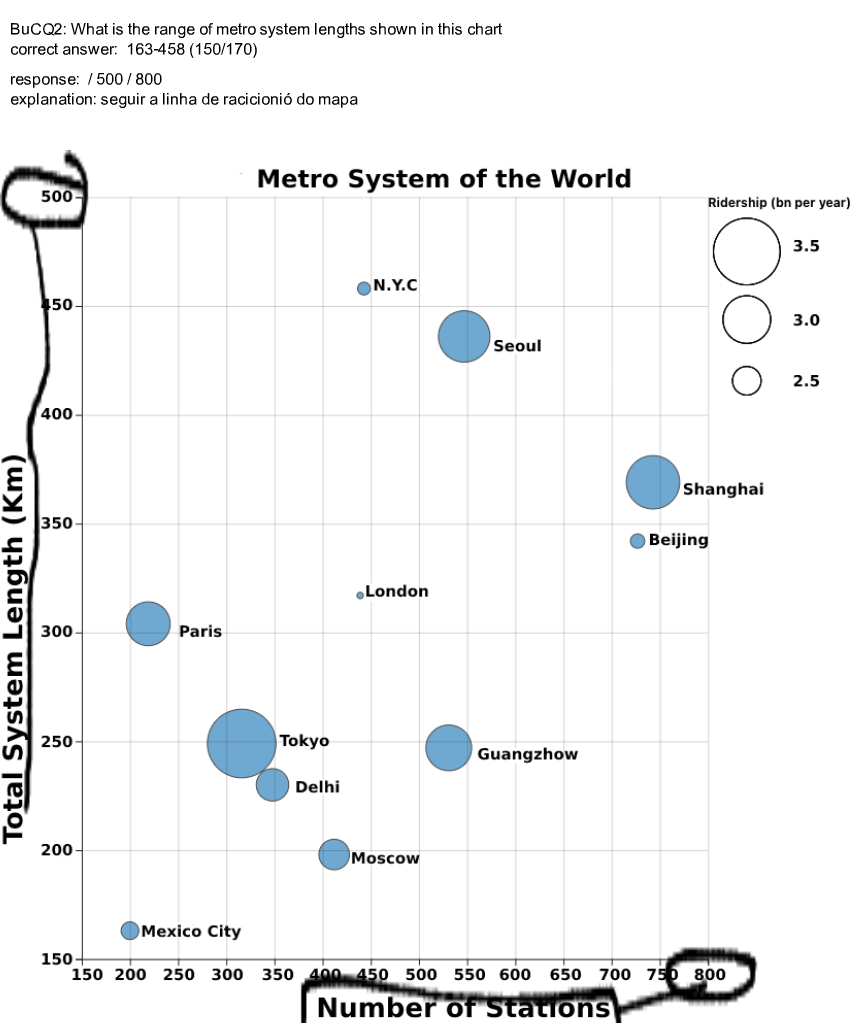 BuCQ2: What is the range of metro system lengths shown in this chart
correct answer:  163-458 (150/170)
response:  / 500 / 800
explanation: seguir a linha de racicionió do mapa
Metro System of the World
Ridership (bn per year)
3.5
3.0
2.5
Total System Length (Km)
500
450
400
350
300
250
200
150
N.Y.C
Seoul
Shanghai
Beijing
London
Paris
Tokyo
Guangzhow
Delhi
Moscow
Mexico City
150 200 250 300 350 400 450 500 550 600 650 700 750 800
Number of Stations